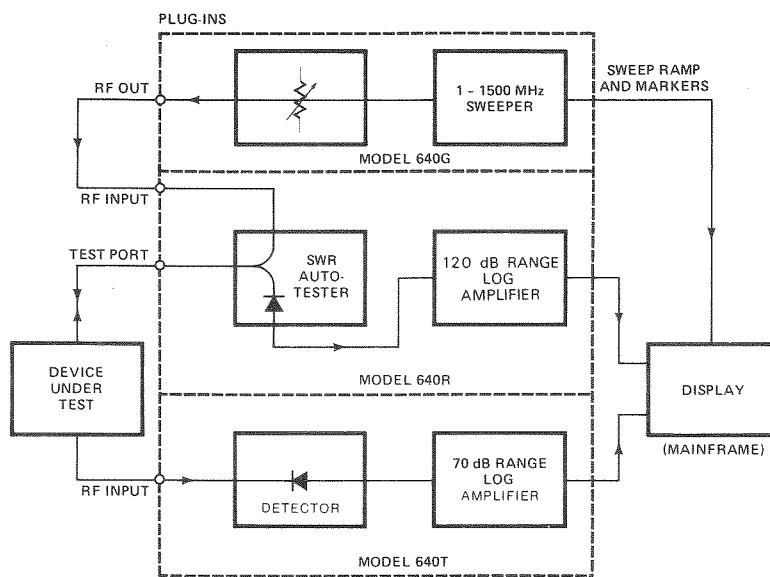 PLUG-INS
RF OUT
1 – 1500 MHz
SWEEPER
SWEEP RAMP
AND MARKERS
MODEL 640G
RF INPUT
TEST PORT
SWR
AUTO-
TESTER
120 dB RANGE
LOG
AMPLIFIER
DEVICE
UNDER
TEST
MODEL 640R
DISPLAY
(MAINFRAME)
RF INPUT
DETECTOR
70 dB RANGE
LOG
AMPLIFIER
MODEL 640T